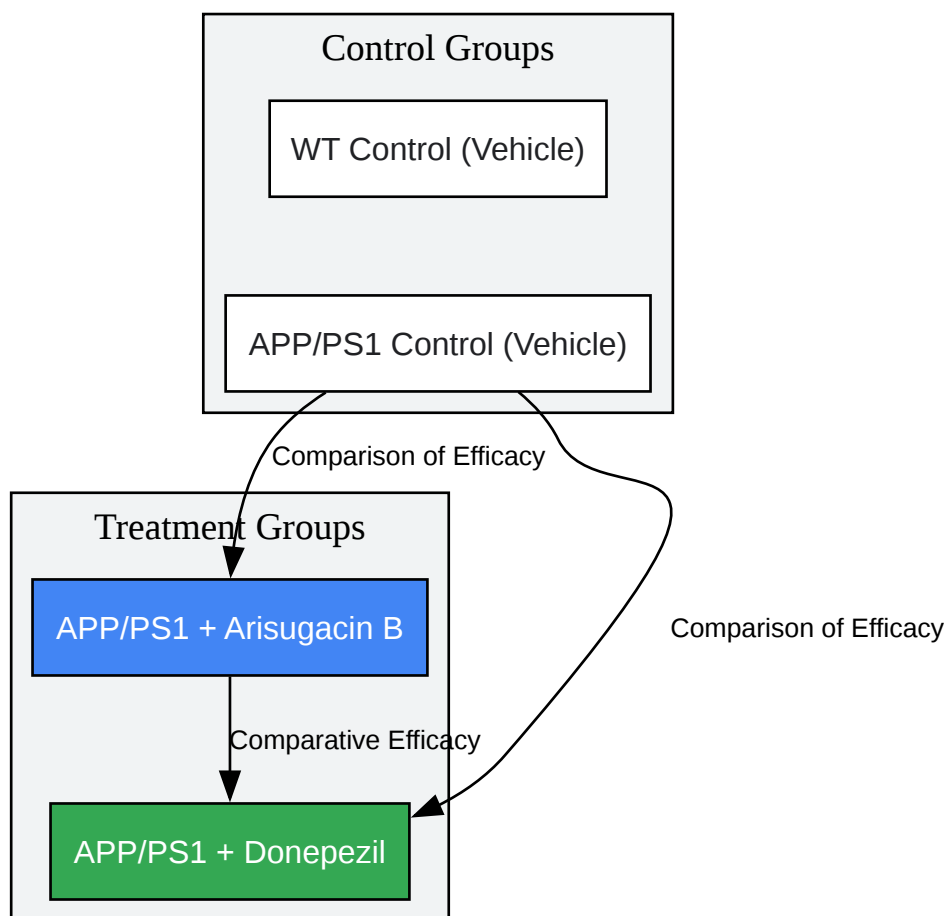 Control Groups
WT Control (Vehicle)
APP/PS1 Control (Vehicle)
Comparison of Efficacy
Treatment Groups
APP/PS1 + Arisugacin B
Comparison of Efficacy
Comparative Efficacy
APP/PS1 + Donepezil